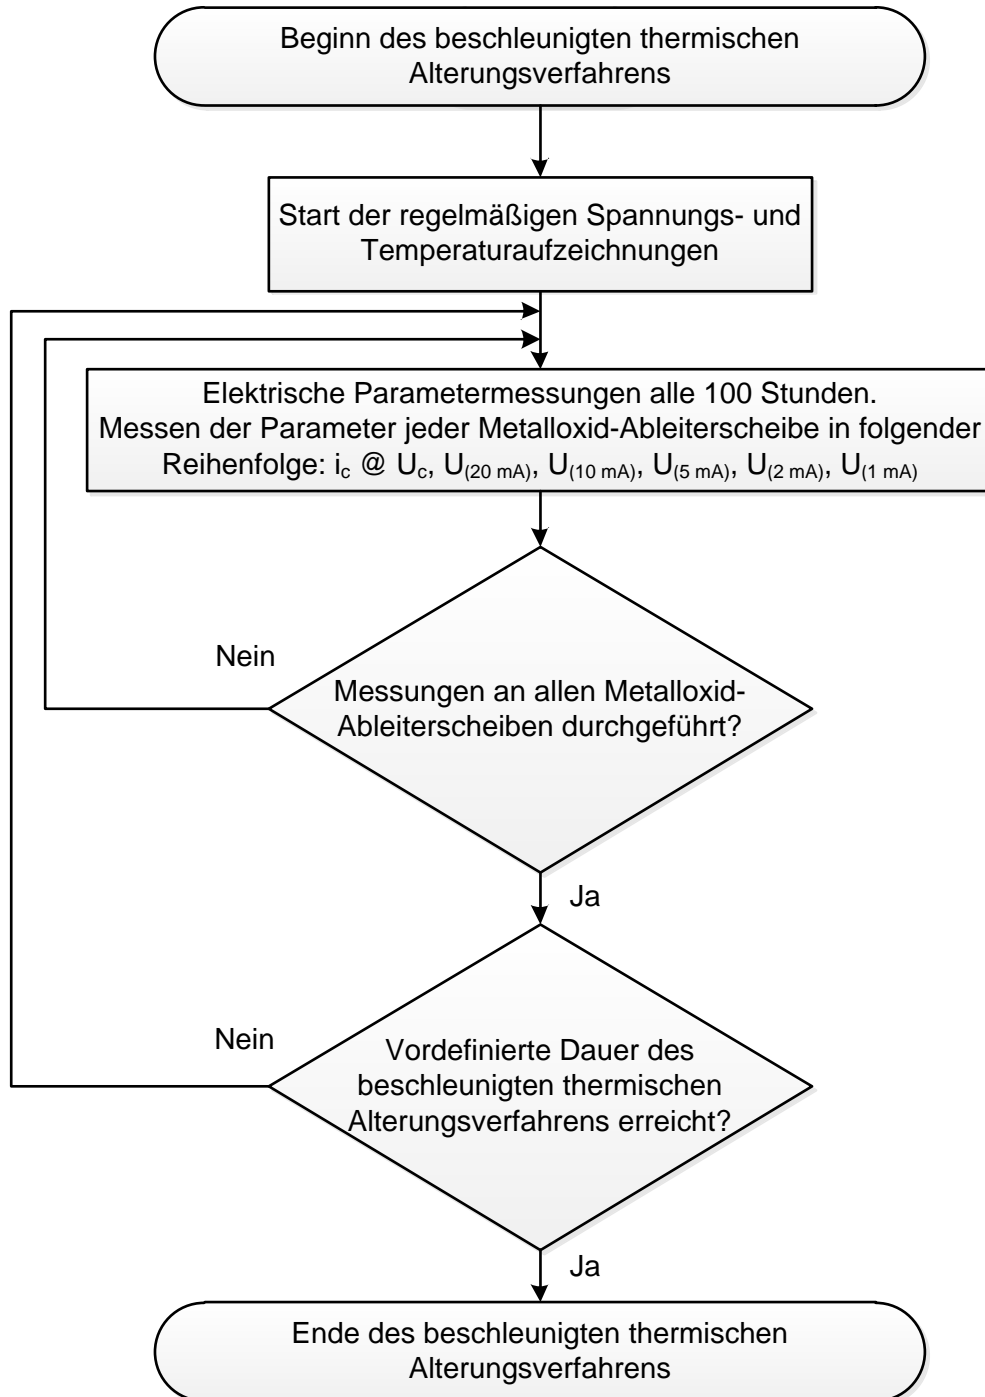 Beginn des beschleunigten thermischen
Alterungsverfahrens
Start der regelmäßigen Spannungs- und
Temperaturaufzeichnungen
Elektrische Parametermessungen alle 100 Stunden.
Messen der Parameter jeder Metalloxid-Ableiterscheibe in folgender
Reihenfolge: ic @ Uc, U(20 mA), U(10 mA), U(5 mA), U(2 mA), U(1 mA)
Nein
Messungen an allen Metalloxid-
Ableiterscheiben durchgeführt?
Ja
Nein
Vordefinierte Dauer des
beschleunigten thermischen
Alterungsverfahrens erreicht?
Ja
Ende des beschleunigten thermischen
Alterungsverfahrens